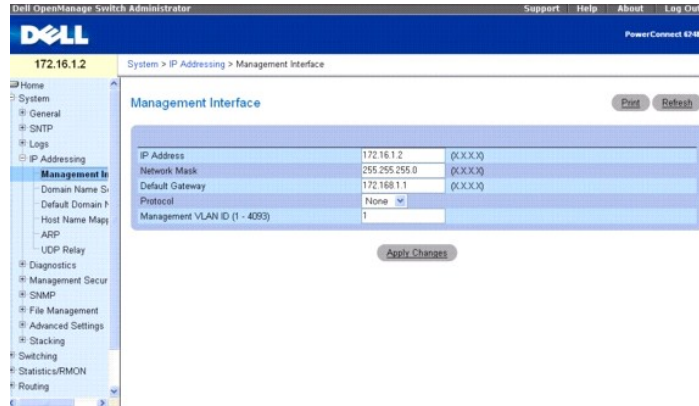 Dell OpenManage Switch Administrator
Support Help About Log Out
DELL
PowerConnect 6248
172.16.1.2
System > IP Addressing > Management Interface
Home
System
General
SNTP
Logs
IP Addressing
Management In
Domain Name Se
Default Domain N
Host Name Mapp
ARP
UDP Relay
Diagnostics
Management Secur
SNMP
File Management
Advanced Settings
Stacking
Switching
Statistics/RMON
Routing
Management Interface
Print Refresh
IP Address 172.16.1.2 (X.X.X.X)
Network Mask 255.255.255.0 (X.X.X.X)
Default Gateway 172.168.1.1 (X.X.X.X)
Protocol None
Management VLAN ID (1 - 4093) 1
Apply Changes